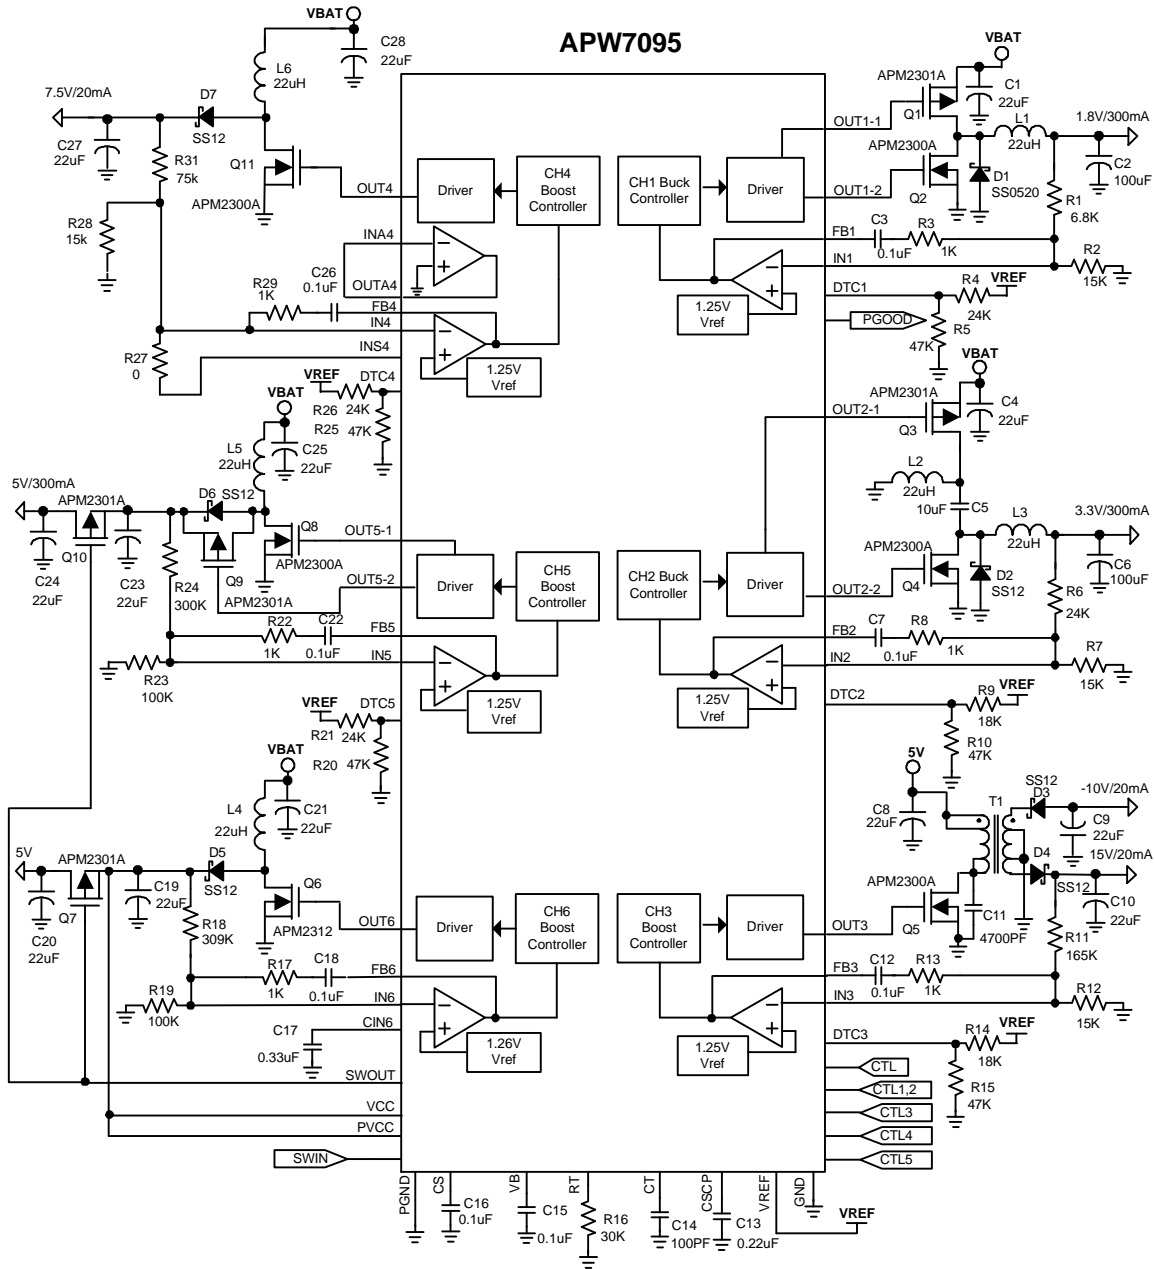 APW7095
VBAT
C28
22uF
L6
22uH
7.5V/20mA
D7
SS12
C27
22uF
R31
75k
Q11
APM2300A
R28
15k
OUT4
Driver
CH4
Boost
Controller
INA4
OUTA4
C26
0.1uF
R29
1K
FB4
IN4
INS4
R27
0
1.25V
Vref
VREF
DTC4
R26
24K
R25
47K
VBAT
L5
22uH
C25
22uF
5V/300mA
APM2301A
D6
SS12
Q10
C24
22uF
C23
22uF
R24
300K
Q9
APM2301A
Q8
APM2300A
OUT5-1
OUT5-2
Driver
CH5
Boost
Controller
R22
1K
C22
0.1uF
FB5
IN5
R23
100K
1.25V
Vref
VREF
DTC5
R21
24K
R20
47K
VBAT
L4
22uH
C21
22uF
5V
APM2301A
D5
SS12
Q7
C20
22uF
C19
22uF
R18
309K
Q6
APM2312
OUT6
Driver
CH6
Boost
Controller
R17
1K
C18
0.1uF
FB6
IN6
R19
100K
C17
0.33uF
CIN6
1.26V
Vref
SWOUT
VCC
PVCC
SWIN
VBAT
APM2301A
Q1
C1
22uF
OUT1-1
L1
22uH
1.8V/300mA
APM2300A
Q2
D1
SS0520
C2
100uF
R1
6.8K
CH1 Buck
Controller
Driver
OUT1-2
FB1
C3
0.1uF
R3
1K
IN1
R2
15K
1.25V
Vref
DTC1
R4
24K
VREF
PGOOD
R5
47K
VBAT
APM2301A
Q3
C4
22uF
OUT2-1
L2
22uH
C5
10uF
L3
22uH
3.3V/300mA
APM2300A
Q4
D2
SS12
C6
100uF
R6
24K
CH2 Buck
Controller
Driver
OUT2-2
FB2
C7
0.1uF
R8
1K
IN2
R7
15K
1.25V
Vref
DTC2
R9
18K
VREF
R10
47K
5V
C8
22uF
T1
SS12
D3
-10V/20mA
C9
22uF
D4
SS12
15V/20mA
C10
22uF
APM2300A
Q5
C11
4700PF
R11
165K
CH3
Boost
Controller
Driver
OUT3
FB3
C12
0.1uF
R13
1K
IN3
R12
15K
1.25V
Vref
DTC3
R14
18K
VREF
R15
47K
CTL
CTL1,2
CTL3
CTL4
CTL5
PGND
CS
VB
RT
CT
CSCP
VREF
GND
C16
0.1uF
C15
0.1uF
R16
30K
C14
100PF
C13
0.22uF
VREF